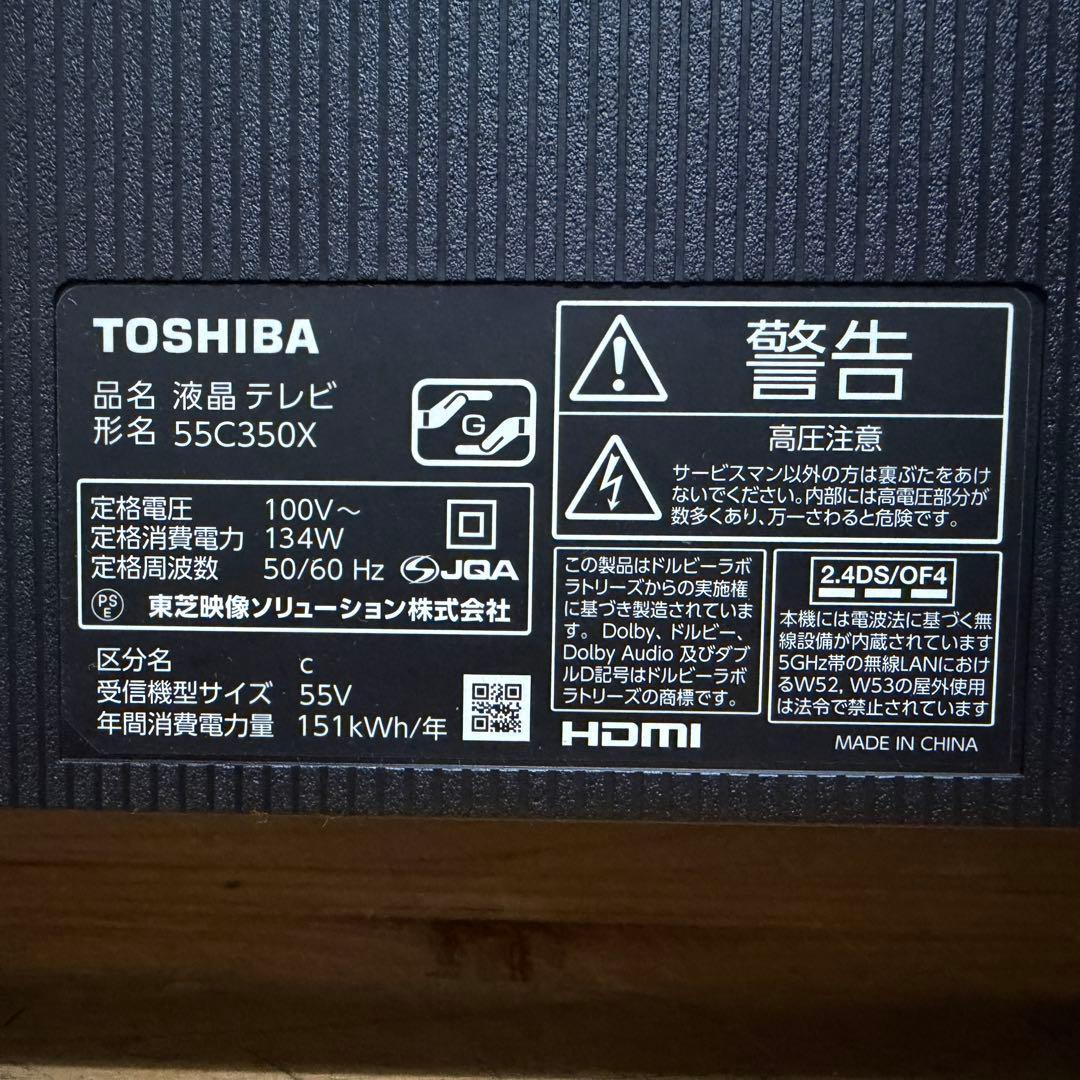 TOSHIBA
品名 液晶テレビ
形名 55C350X
G
定格電圧 100V～
定格消費電力 134W
定格周波数 50/60 Hz
JQA
PS
E
東芝映像ソリューション株式会社
区分名 c
受信機型サイズ 55V
年間消費電力量 151kWh/年
警告
高圧注意
サービスマン以外の方は裏ぶたをあけ
ないでください。内部には高電圧部分が
数多くあり、万一さわると危険です。
この製品はドルビーラボ
ラトリーズからの実施権
に基づき製造されていま
す。Dolby、ドルビー、
Dolby Audio 及びダブ
ルD記号はドルビーラボ
ラトリーズの商標です。
2.4DS/OF4
本機には電波法に基づく無
線設備が内蔵されています
5GHz帯の無線LANにおけ
るW52, W53の屋外使用
は法令で禁止されています
HDMI
MADE IN CHINA